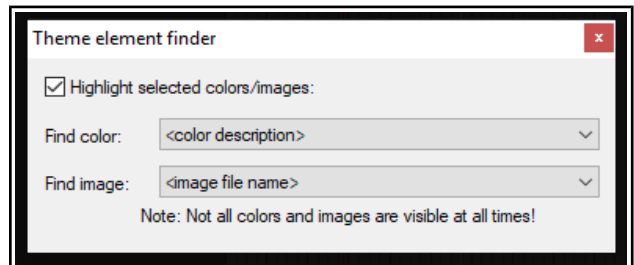 Theme element finder
x
Highlight selected colors/images:
Find color: <color description>
Find image: <image file name>
Note: Not all colors and images are visible at all times!